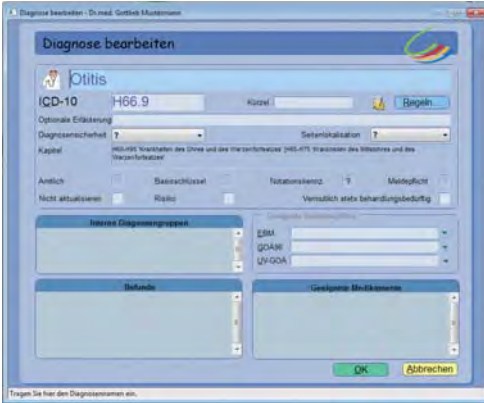 Diagnose bearbeiten - Dr.med. Gottlieb Mustermann
Diagnose bearbeiten
Otitis
ICD-10 H66.9 Kürzel Regeln...
Optionale Erläuterung
Diagnosensicherheit ? Seitenlokalisation ?
Kapitel H60-H95 'Krankheiten des Ohres und des Warzenfortsatzes' |H65-H75 'Krankheiten des Mittelohres und des
Warzenfortsatzes'
Amtlich Basisschlüssel Notationskennz. ? Meldepflicht
Nicht aktualisieren Risiko Vermutlich stets behandlungsbedürftig
Interne Diagnosengruppen
EBM
GOÄ96
UV-GOÄ
Befunde Geeignete Medikamente
OK Abbrechen
Tragen Sie hier den Diagnosennamen ein.